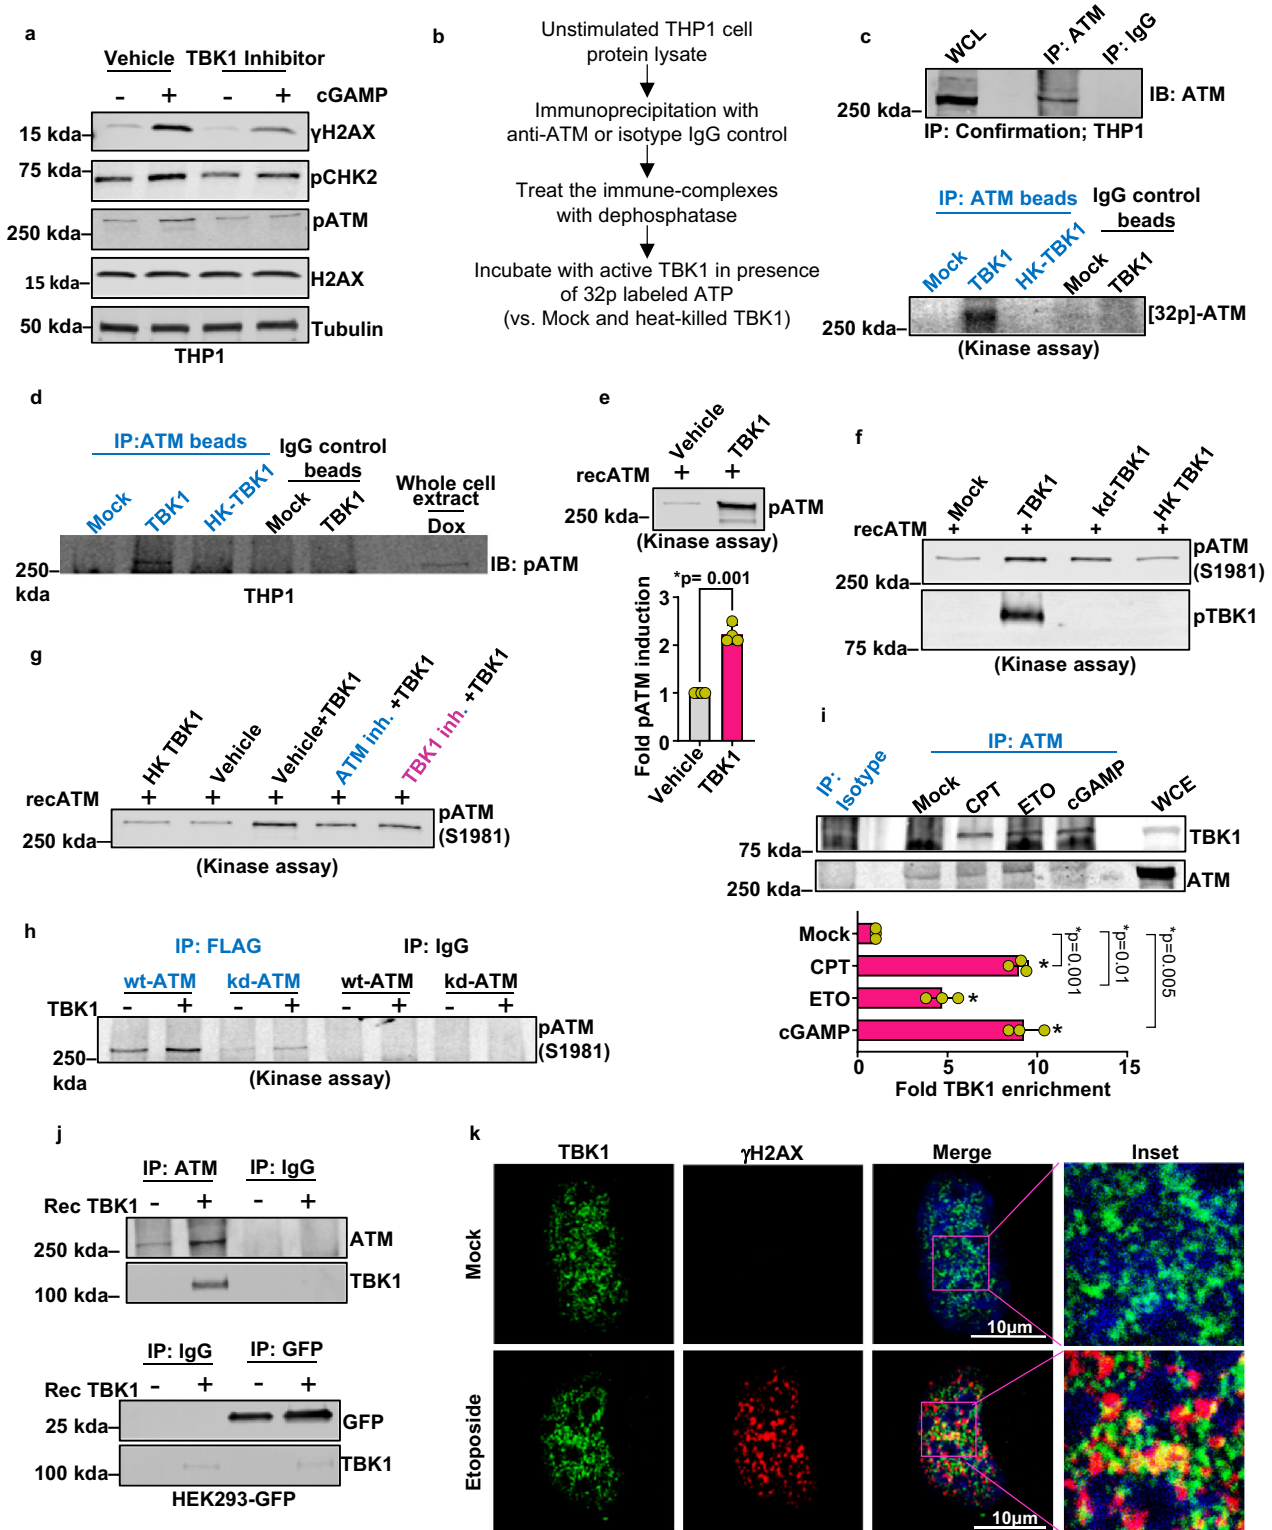 a
Vehicle TBK1 Inhibitor
- + - + cGAMP
15 kda
γH2AX
75 kda
pCHK2
pATM
250 kda
15 kda
H2AX
50 kda
Tubulin
THP1
b
Unstimulated THP1 cell
protein lysate
Immunoprecipitation with
anti-ATM or isotype IgG control
Treat the immune-complexes
with dephosphatase
Incubate with active TBK1 in presence
of 32p labeled ATP
(vs. Mock and heat-killed TBK1)
c
WCL
IP: ATM
IP: IgG
250 kda
IB: ATM
IP: Confirmation; THP1
IP: ATM beads
IgG control
beads
Mock
TBK1
HK-TBK1
Mock
TBK1
250 kda
[32p]-ATM
(Kinase assay)
d
IP:ATM beads
IgG control
beads
Whole cell
extract
Mock
TBK1
HK-TBK1
Mock
TBK1
Dox
250
kda
IB: pATM
THP1
e
Vehicle
TBK1
recATM + +
250 kda
pATM
(Kinase assay)
*p= 0.001
Fold pATM induction
3
2
1
0
Vehicle
TBK1
f
Mock
TBK1
kd-TBK1
HK TBK1
recATM + + + +
pATM
(S1981)
250 kda
pTBK1
75 kda
(Kinase assay)
g
HK TBK1
Vehicle
Vehicle+TBK1
ATM inh. +TBK1
TBK1 inh. +TBK1
recATM + + + + +
pATM
(S1981)
250 kda
(Kinase assay)
h
IP: FLAG IP: IgG
wt-ATM kd-ATM wt-ATM kd-ATM
TBK1 - + - + - + - +
pATM
(S1981)
250
kda
(Kinase assay)
i
IP: ATM
IP:
Isotype
Mock
CPT
ETO
cGAMP
WCE
75 kda
TBK1
250 kda
ATM
Mock
CPT
ETO
cGAMP
*
*
*
*p=0.001
*p=0.01
*p=0.005
0 5 10 15
Fold TBK1 enrichment
j
IP: ATM IP: IgG
Rec TBK1 - + - +
250 kda
ATM
100 kda
TBK1
IP: IgG IP: GFP
Rec TBK1 - + - +
25 kda
GFP
100 kda
TBK1
HEK293-GFP
k
TBK1 γH2AX Merge Inset
Mock
10μm
Etoposide
10μm